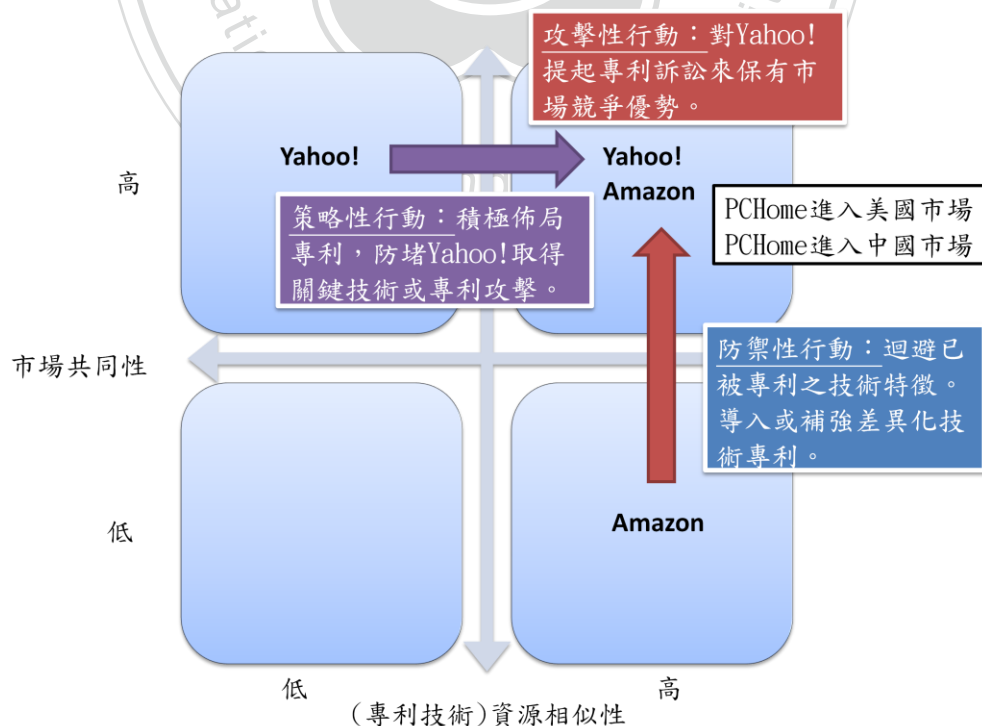 攻擊性行動：對Yahoo!
提起專利訴訟來保有市
場競爭優勢。
高
Yahoo!
Yahoo!
Amazon
策略性行動：積極佈局
專利，防堵Yahoo!取得
關鍵技術或專利攻擊。
PCHome進入美國市場
PCHome進入中國市場
市場共同性
防禦性行動：迴避已
被專利之技術特徵。
導入或補強差異化技
術專利。
低
Amazon
低
高
(專利技術)資源相似性